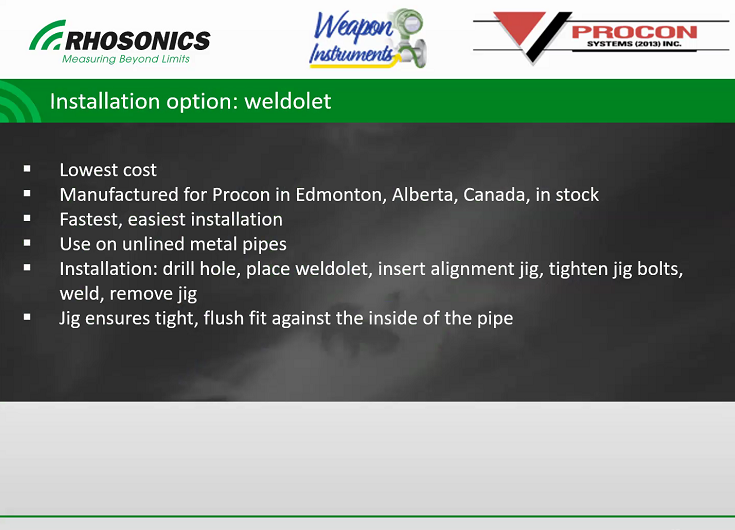 RHOSONICS
Measuring Beyond Limits
Weapon
Instruments
PROCON
SYSTEMS (2013) INC.
Installation option: weldolet
▪ Lowest cost
▪ Manufactured for Procon in Edmonton, Alberta, Canada, in stock
▪ Fastest, easiest installation
▪ Use on unlined metal pipes
▪ Installation: drill hole, place weldolet, insert alignment jig, tighten jig bolts,
weld, remove jig
▪ Jig ensures tight, flush fit against the inside of the pipe